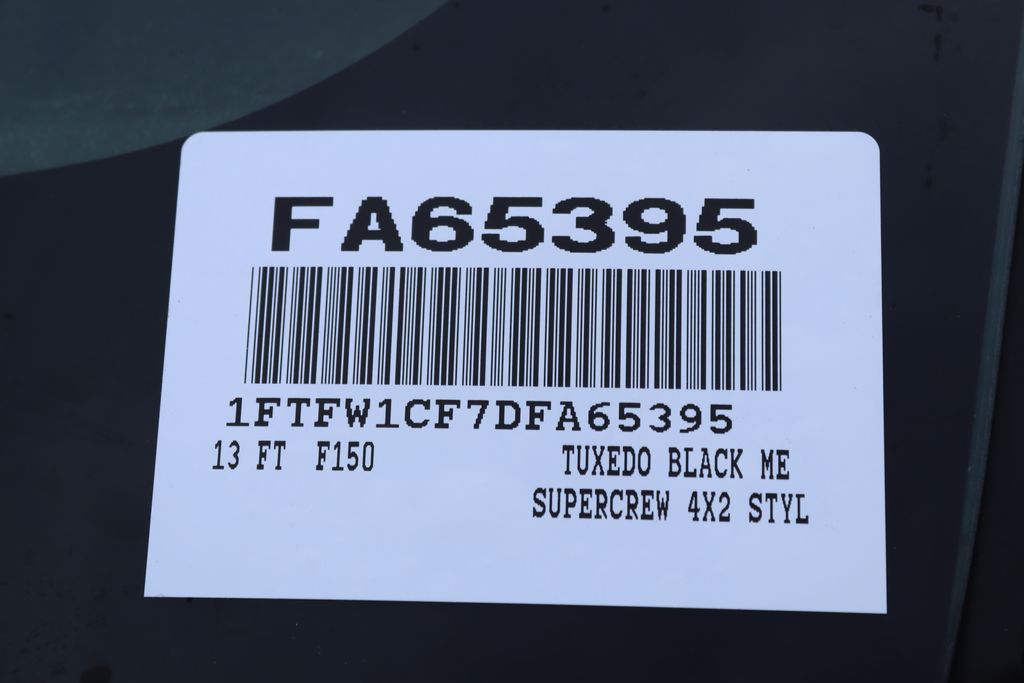 FA65395
1FTFW1CF7DFA65395
13 FT F150
TUXEDO BLACK ME
SUPERCREW 4X2 STYL